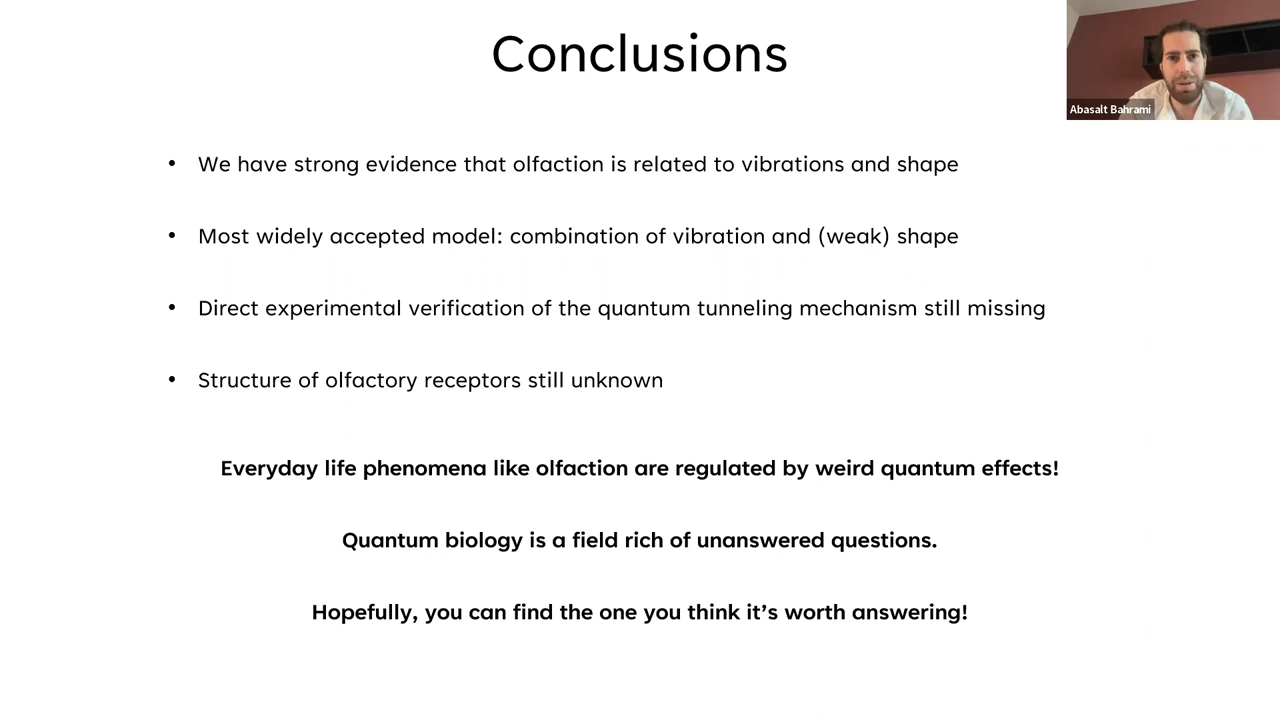 Conclusions
Abasalt Bahrami
• We have strong evidence that olfaction is related to vibrations and shape
• Most widely accepted model: combination of vibration and (weak) shape
• Direct experimental verification of the quantum tunneling mechanism still missing
• Structure of olfactory receptors still unknown
Everyday life phenomena like olfaction are regulated by weird quantum effects!
Quantum biology is a field rich of unanswered questions.
Hopefully, you can find the one you think it’s worth answering!